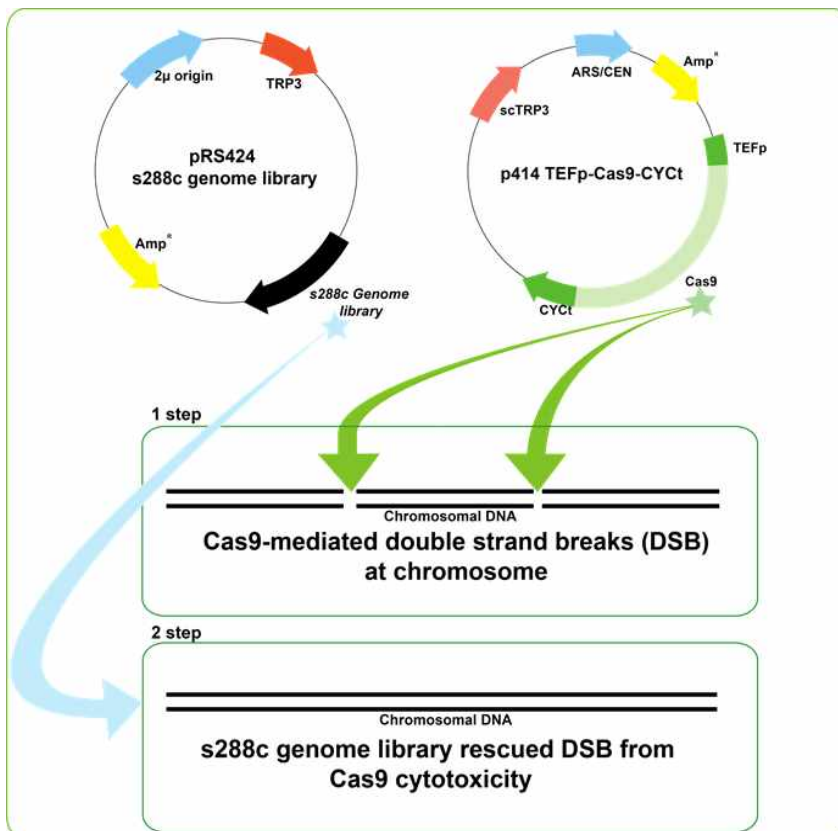 2μ origin
TRP3
pRS424
s288c genome library
Ampᴿ
s288c Genome
library
ARS/CEN
Ampᴿ
scTRP3
TEFp
p414 TEFp-Cas9-CYCt
Cas9
CYCt
1 step
Chromosomal DNA
Cas9-mediated double strand breaks (DSB)
at chromosome
2 step
Chromosomal DNA
s288c genome library rescued DSB from
Cas9 cytotoxicity